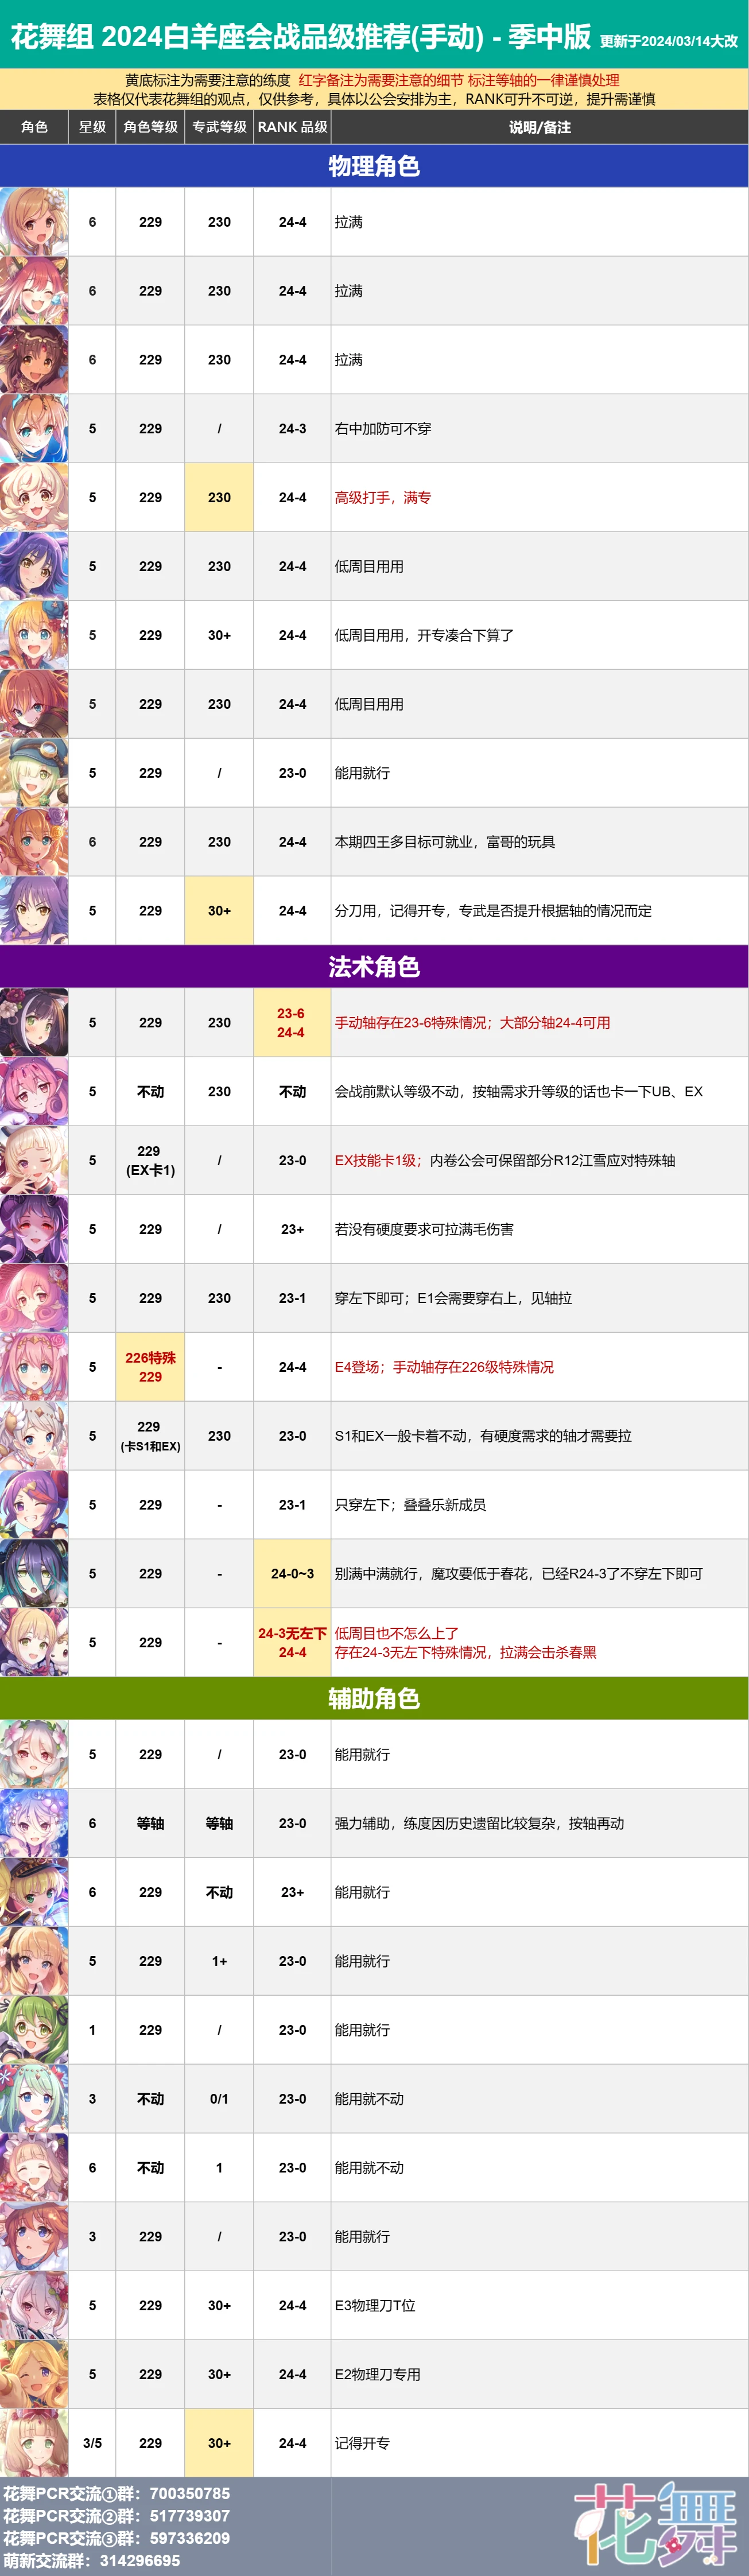 花舞组 2024白羊座会战品级推荐(手动) - 季中版 更新于2024/03/14大改
黄底标注为需要注意的练度 红字备注为需要注意的细节 标注等轴的一律谨慎处理
表格仅代表花舞组的观点，仅供参考，具体以公会安排为主，RANK可升不可逆，提升需谨慎
角色 星级 角色等级 专武等级 RANK 品级 说明/备注
物理角色
6 229 230 24-4 拉满
6 229 230 24-4 拉满
6 229 230 24-4 拉满
5 229 / 24-3 右中加防可不穿
5 229 230 24-4 高级打手，满专
5 229 230 24-4 低周目用用
5 229 30+ 24-4 低周目用用，开专凑合下算了
5 229 230 24-4 低周目用用
5 229 / 23-0 能用就行
6 229 230 24-4 本期四王多目标可就业，富哥的玩具
5 229 30+ 24-4 分刀用，记得开专，专武是否提升根据轴的情况而定
法术角色
5 229 230 23-6 24-4 手动轴存在23-6特殊情况；大部分轴24-4可用
5 不动 230 不动 会战前默认等级不动，按轴需求升等级的话也卡一下UB、EX
5 229 (EX卡1) / 23-0 EX技能卡1级；内卷公会可保留部分R12江雪应对特殊轴
5 229 / 23+ 若没有硬度要求可拉满毛伤害
5 229 230 23-1 穿左下即可；E1会需要穿右上，见轴拉
5 226特殊 229 - 24-4 E4登场；手动轴存在226级特殊情况
5 229 (卡S1和EX) 230 23-0 S1和EX一般卡着不动，有硬度需求的轴才需要拉
5 229 - 23-1 只穿左下；叠叠乐新成员
5 229 - 24-0~3 别满中满就行，魔攻要低于春花，已经R24-3了不穿左下即可
5 229 - 24-3无左下 24-4 低周目也不怎么上了
存在24-3无左下特殊情况，拉满会击杀春黑
辅助角色
5 229 / 23-0 能用就行
6 等轴 等轴 23-0 强力辅助，练度因历史遗留比较复杂，按轴再动
6 229 不动 23+ 能用就行
5 229 1+ 23-0 能用就行
1 229 / 23-0 能用就行
3 不动 0/1 23-0 能用就不动
6 不动 1 23-0 能用就不动
3 229 / 23-0 能用就行
5 229 30+ 24-4 E3物理刀T位
5 229 30+ 24-4 E2物理刀专用
3/5 229 30+ 24-4 记得开专
花舞PCR交流①群：700350785
花舞PCR交流②群：517739307
花舞PCR交流③群：597336209
萌新交流群：314296695
花舞